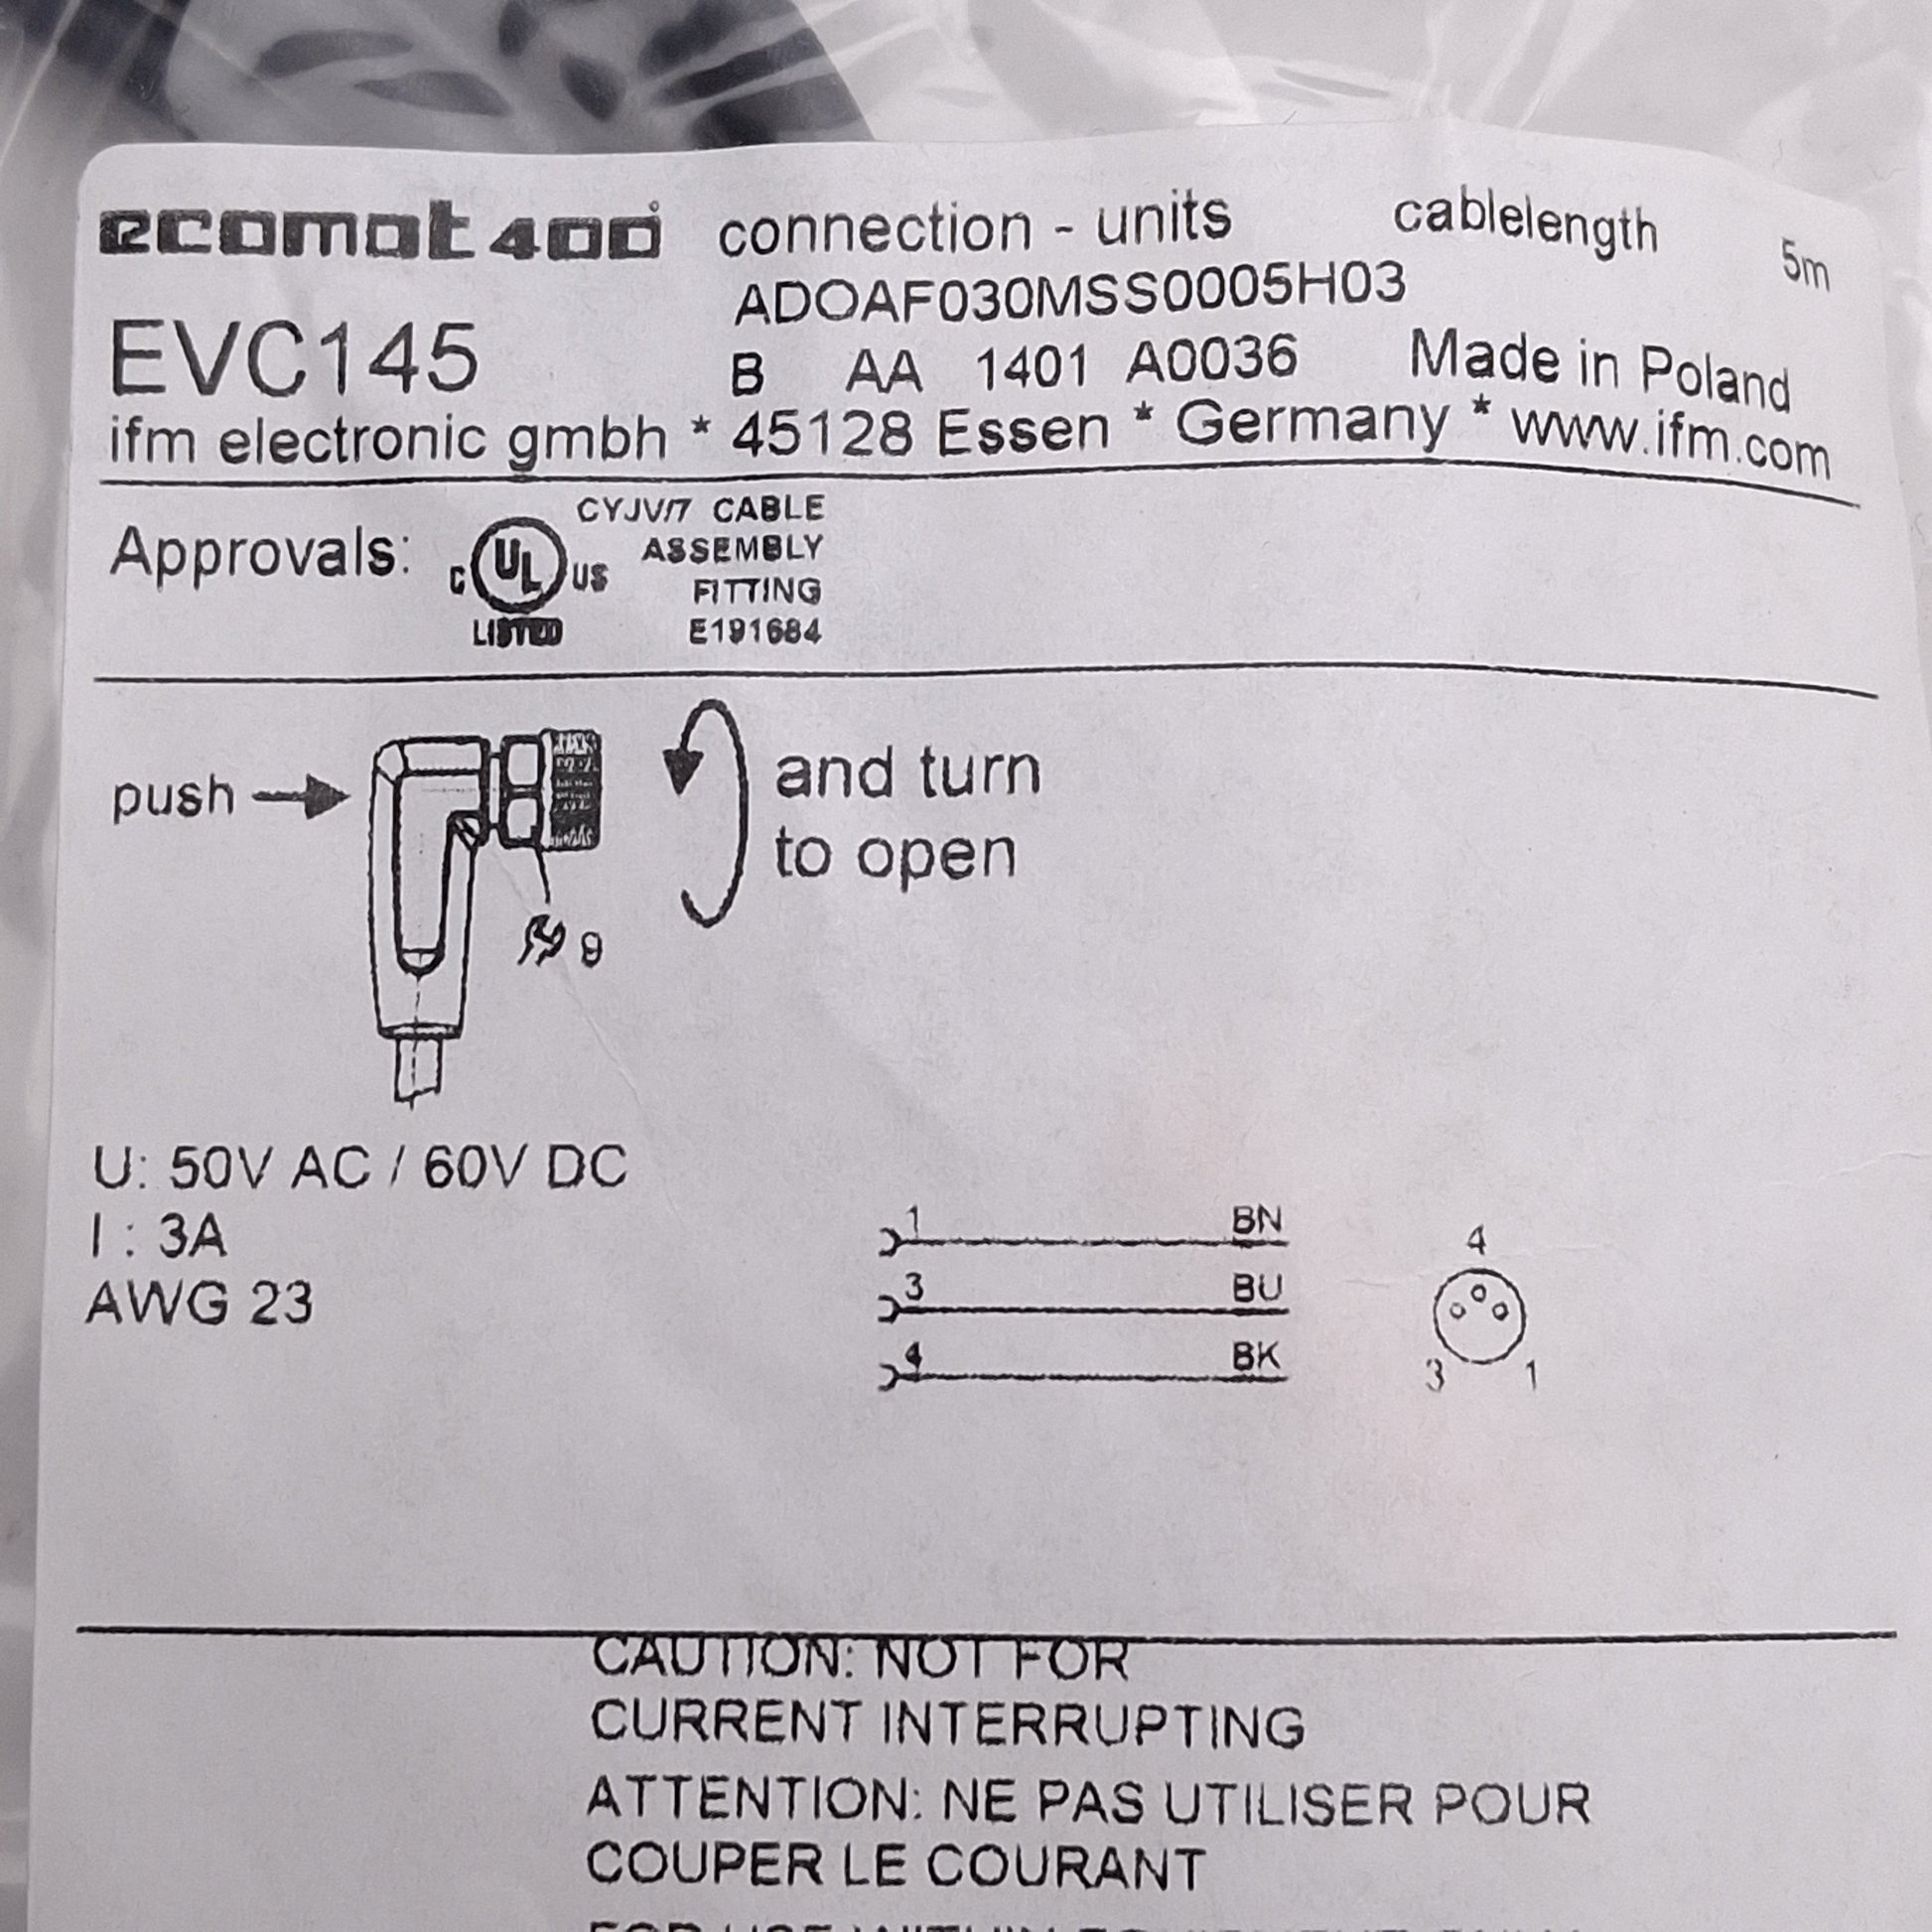 ecomat 400 connection - units cablelength 5m
ADOAF030MSS0005H03
EVC145 B AA 1401 A0036 Made in Poland
ifm electronic gmbh * 45128 Essen * Germany * www.ifm.com
Approvals:
C UL US
LISTED
CYJV/7 CABLE
ASSEMBLY
FITTING
E191684
push
and turn
to open
9
U: 50V AC / 60V DC
I : 3A
AWG 23
1 BN
3 BU
4 BK
4
3 1
CAUTION: NOT FOR
CURRENT INTERRUPTING
ATTENTION: NE PAS UTILISER POUR
COUPER LE COURANT